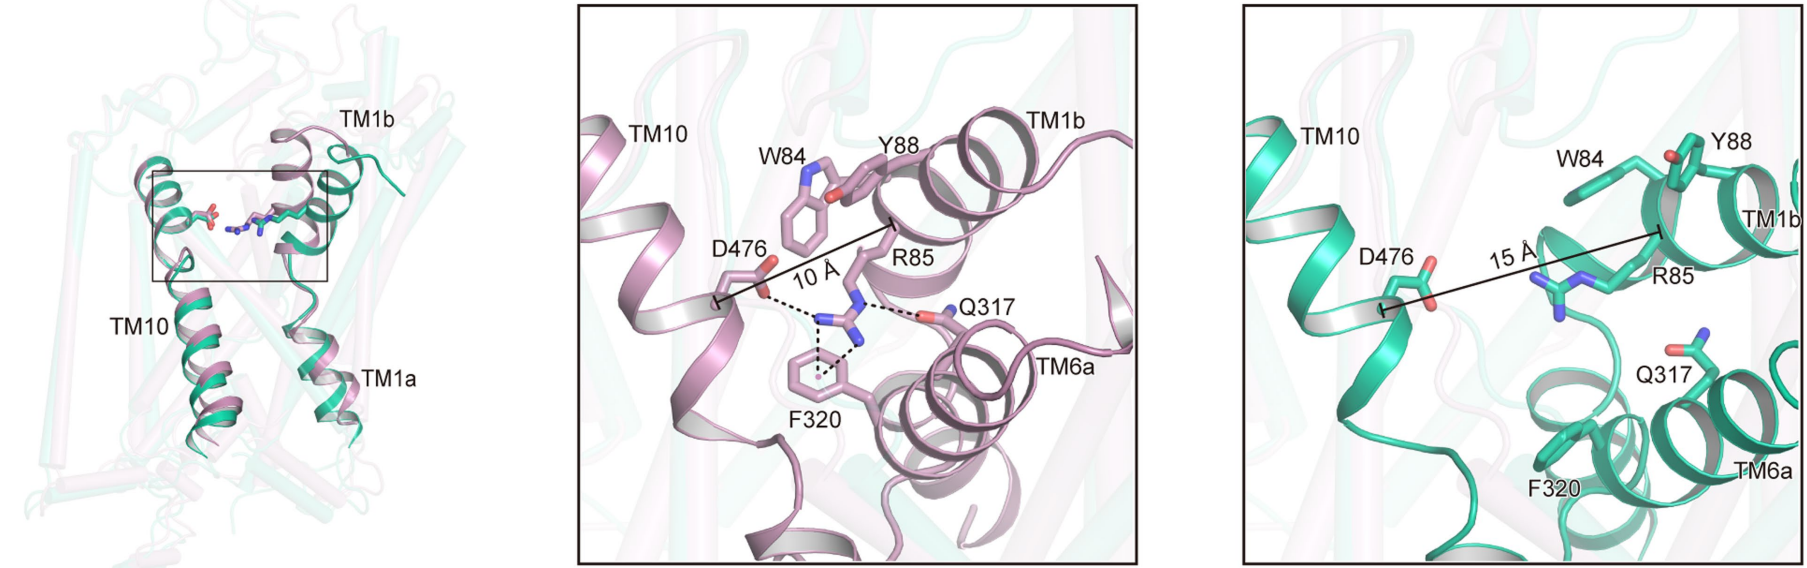 TM1b
TM10
TM1a
TM10
TM1b
W84
Y88
D476
10 Å
R85
Q317
TM6a
F320
TM10
W84
Y88
TM1b
D476
15 Å
R85
Q317
TM6a
F320